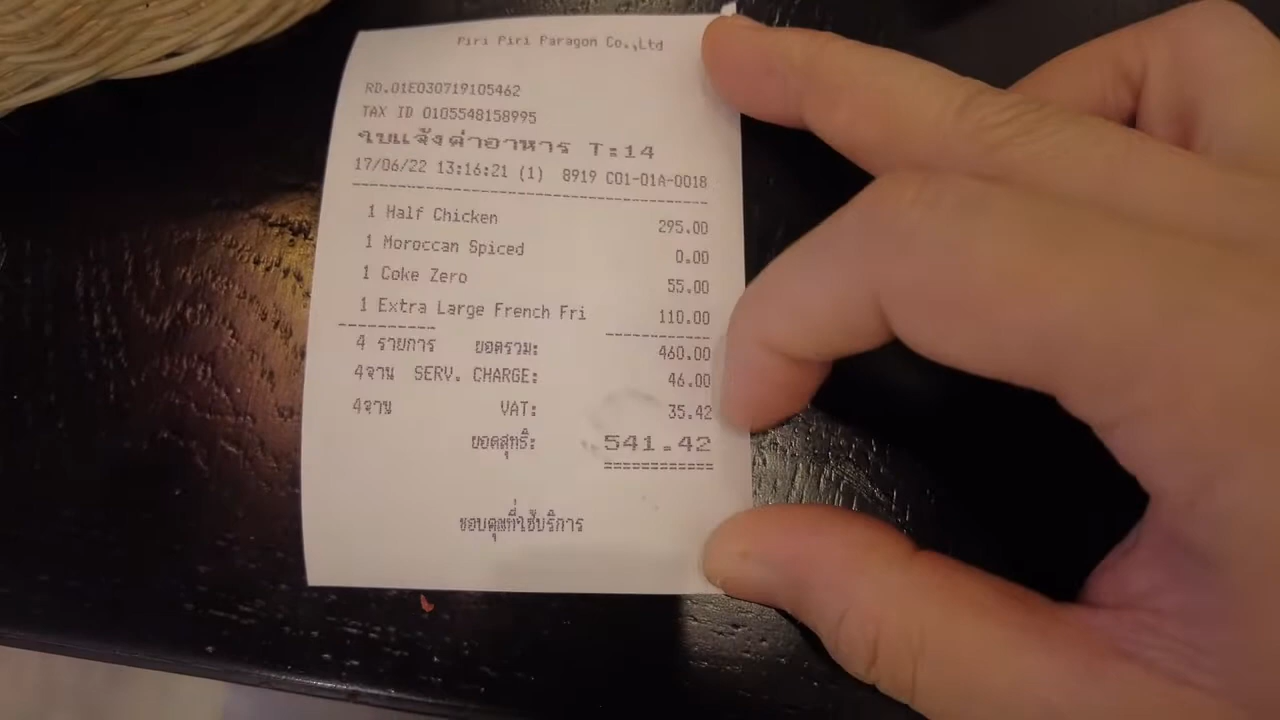 Piri Piri Paragon Co.,Ltd
RD.01E030719105462
TAX ID 0105548158995
ใบแจ้งค่าอาหาร T:14
17/06/22 13:16:21 (1) 8919 C01-01A-0018
1 Half Chicken 295.00
1 Moroccan Spiced 0.00
1 Coke Zero 55.00
1 Extra Large French Fri 110.00
4 รายการ ยอดรวม: 460.00
4จาน SERV. CHARGE: 46.00
4จาน VAT: 35.42
ยอดสุทธิ: 541.42
ขอบคุณที่ใช้บริการ